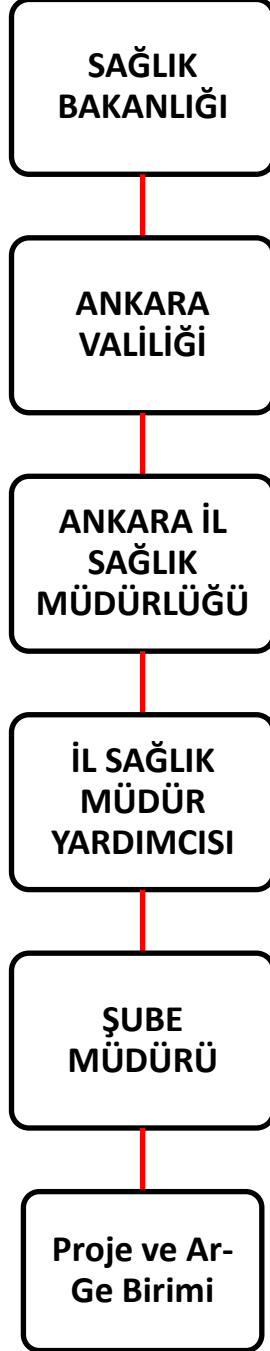 SAĞLIK
BAKANLIĞI
ANKARA
VALİLİĞİ
ANKARA İL
SAĞLIK
MÜDÜRLÜĞÜ
İL SAĞLIK
MÜDÜR
YARDIMCISI
ŞUBE
MÜDÜRÜ
Proje ve Ar-
Ge Birimi